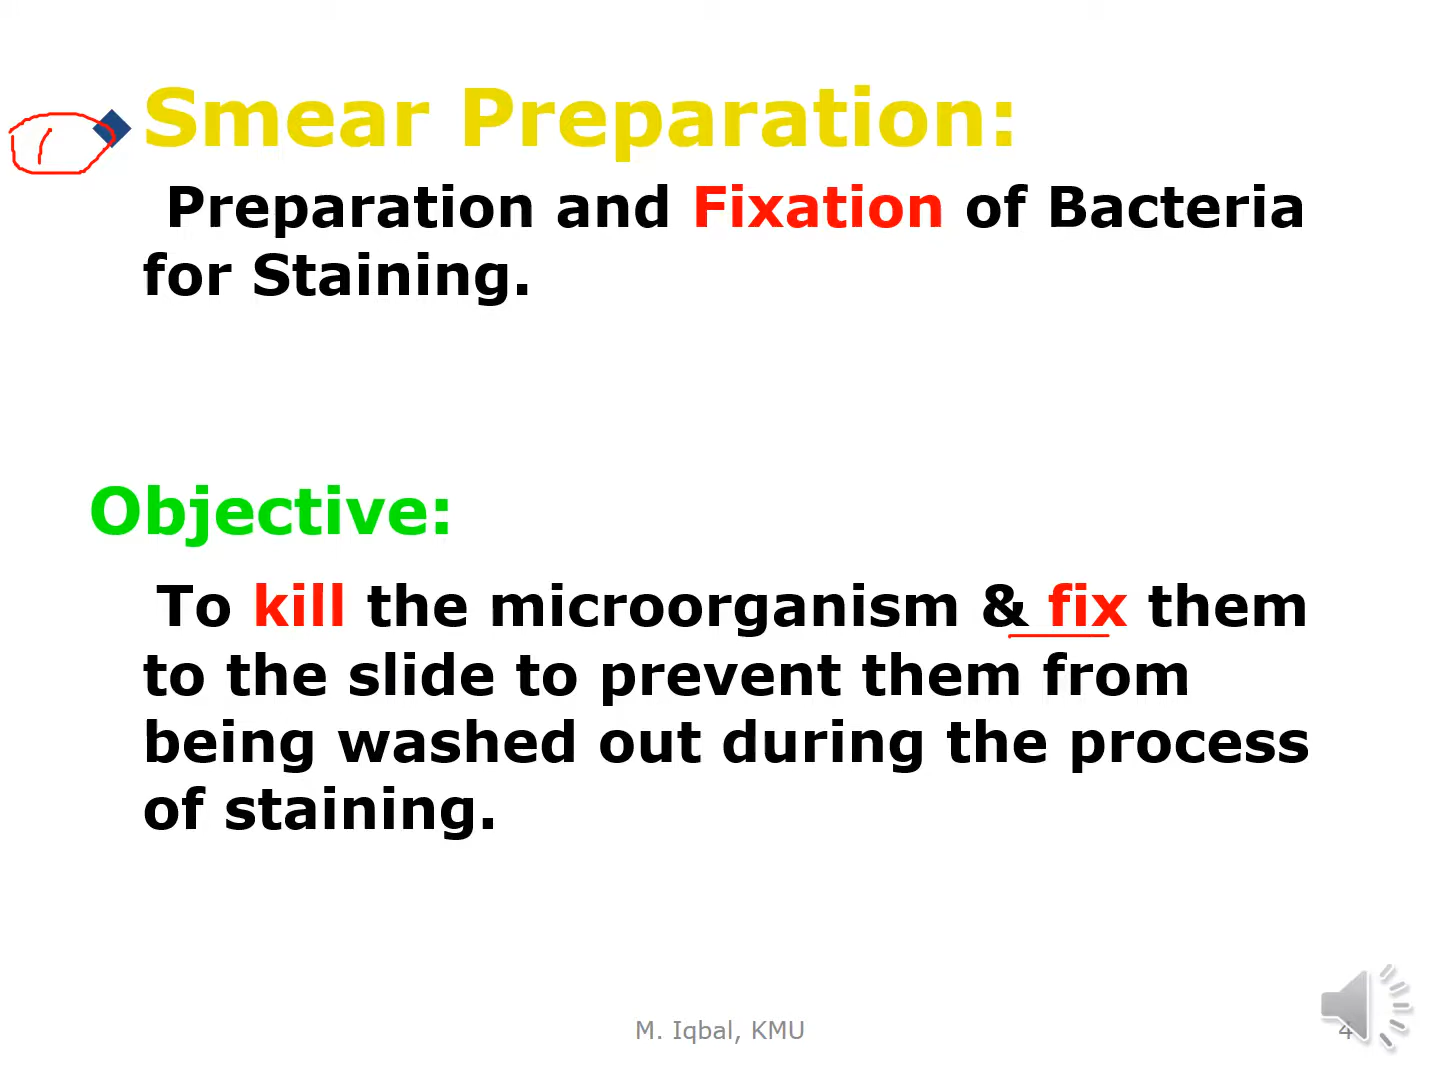 Smear Preparation:
Preparation and Fixation of Bacteria
for Staining.
Objective:
To kill the microorganism & fix them
to the slide to prevent them from
being washed out during the process
of staining.
M. Iqbal, KMU
4